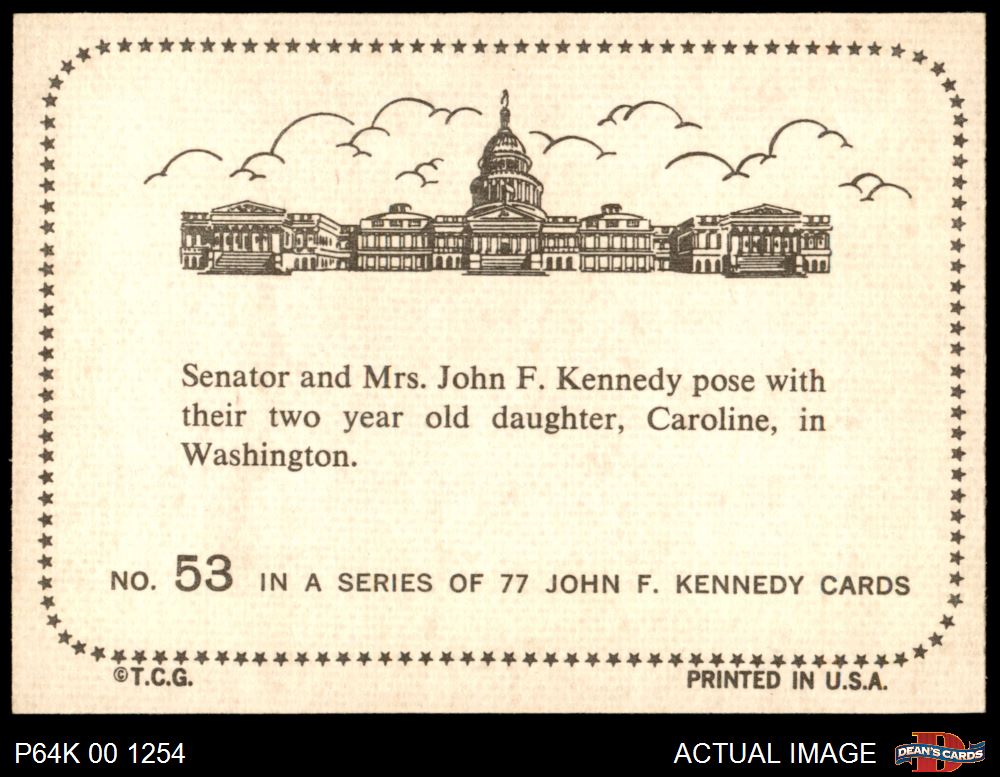 Senator and Mrs. John F. Kennedy pose with
their two year old daughter, Caroline, in
Washington.
NO. 53 IN A SERIES OF 77 JOHN F. KENNEDY CARDS
©T.C.G.
PRINTED IN U.S.A.
P64K 00 1254
ACTUAL IMAGE
D
DEAN'S CARDS